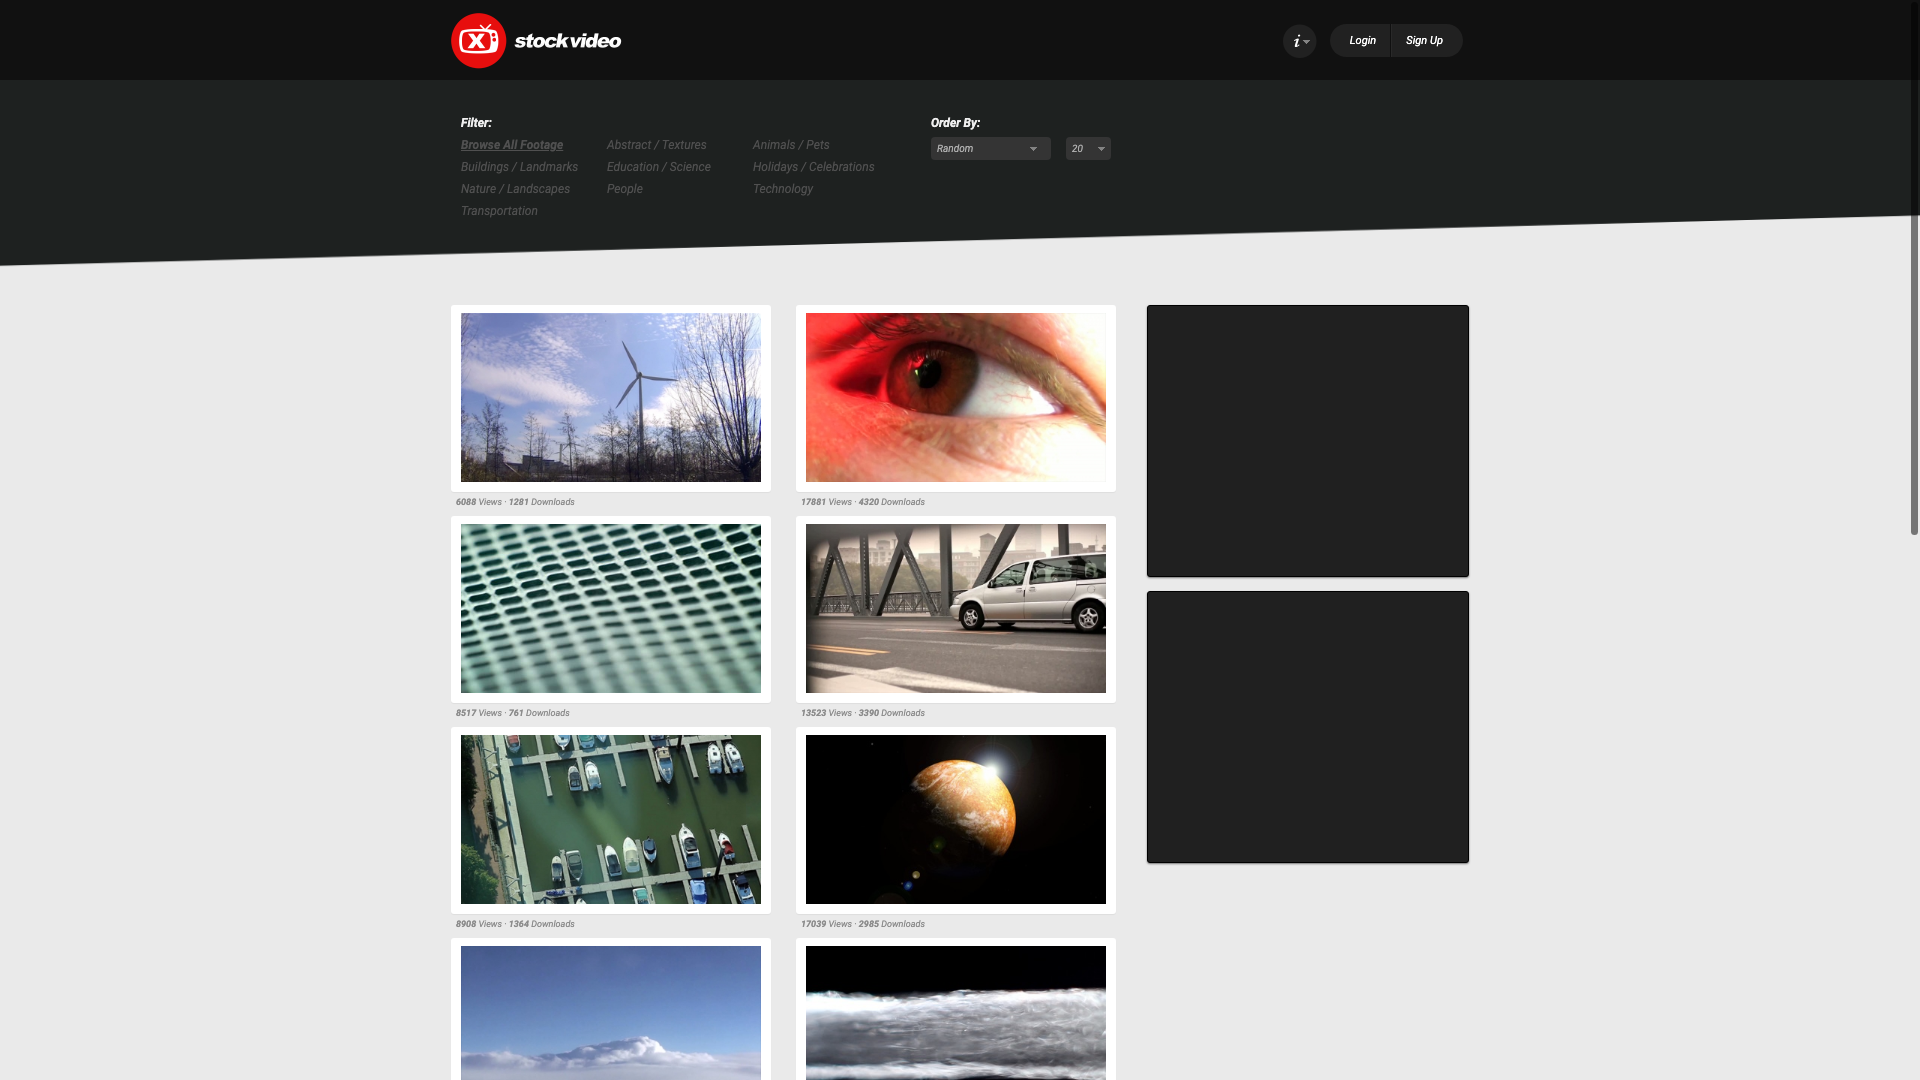 X stockvideo
i
Login
Sign Up
Filter:
Browse All Footage
Abstract / Textures
Animals / Pets
Buildings / Landmarks
Education / Science
Holidays / Celebrations
Nature / Landscapes
People
Technology
Transportation
Order By:
Random
20
6088 Views · 1281 Downloads
17881 Views · 4320 Downloads
8517 Views · 761 Downloads
13523 Views · 3390 Downloads
8908 Views · 1364 Downloads
17039 Views · 2985 Downloads